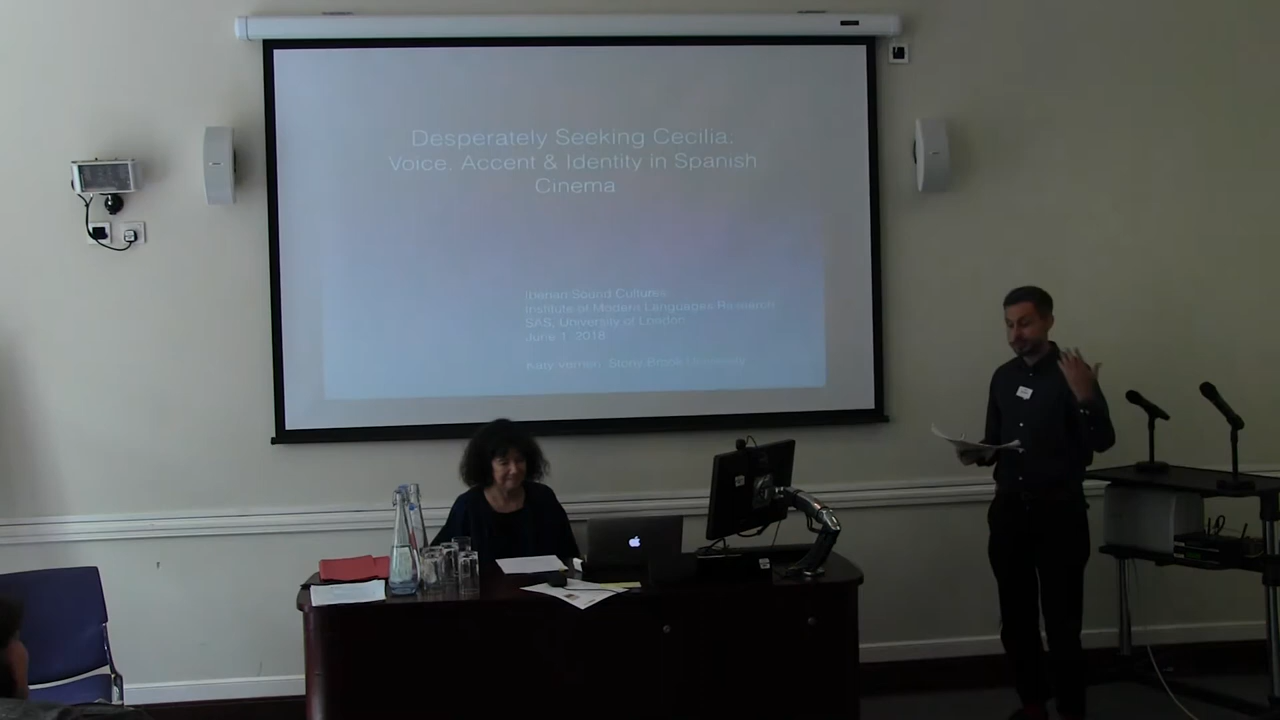 Desperately Seeking Cecilia.
Voice, Accent & Identity in Spanish
Cinema
Iberian Sound Cultures
Institute of Modern Languages Research
SAS, University of London
June 1, 2018
Katy Vernon, Stony Brook University